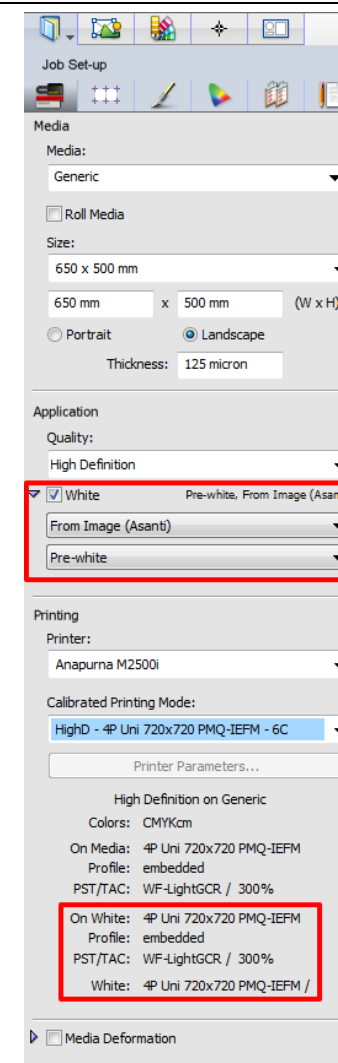 Job Set-up
Media
Media:
Generic
Roll Media
Size:
650 x 500 mm
650 mm x 500 mm (W x H)
Portrait Landscape
Thickness: 125 micron
Application
Quality:
High Definition
White Pre-white, From Image (Asan
From Image (Asanti)
Pre-white
Printing
Printer:
Anapurna M2500i
Calibrated Printing Mode:
HighD - 4P Uni 720x720 PMQ-IEFM - 6C
Printer Parameters...
High Definition on Generic
Colors: CMYKcm
On Media: 4P Uni 720x720 PMQ-IEFM
Profile: embedded
PST/TAC: WF-LightGCR / 300%
On White: 4P Uni 720x720 PMQ-IEFM
Profile: embedded
PST/TAC: WF-LightGCR / 300%
White: 4P Uni 720x720 PMQ-IEFM /
Media Deformation